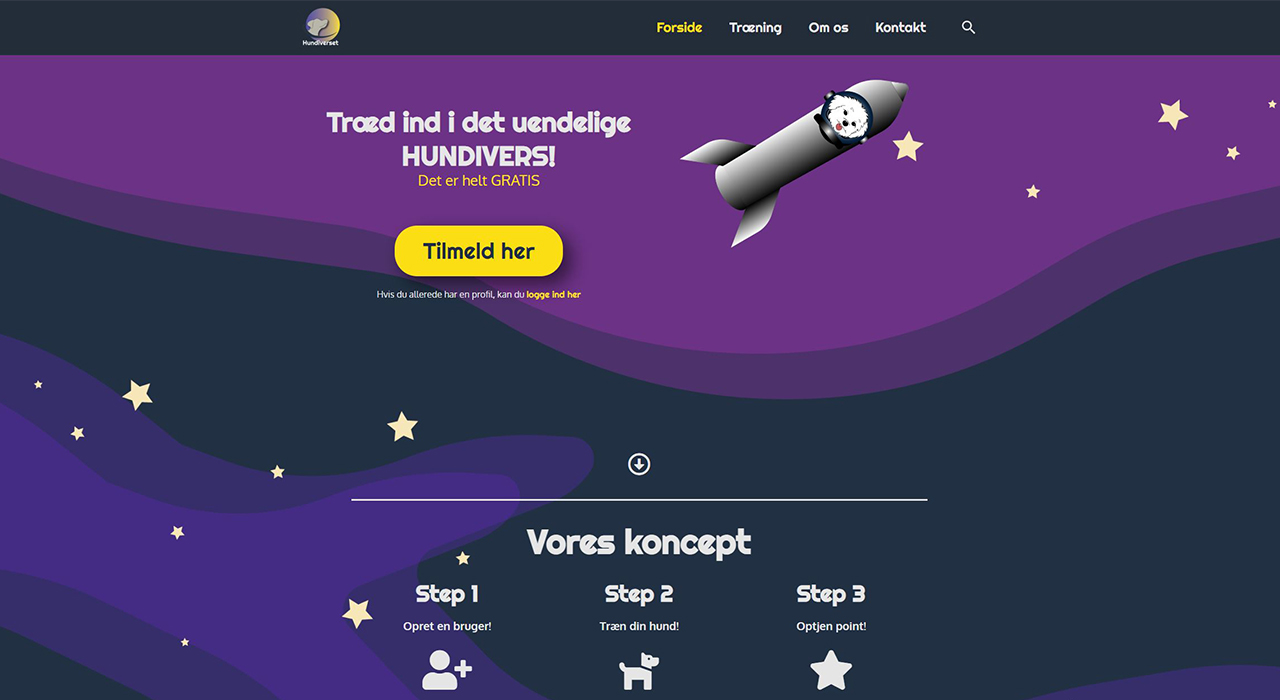 Hundiverset
Forside
Træning
Om os
Kontakt
Træd ind i det uendelige
HUNDIVERS!
Det er helt GRATIS
Tilmeld her
Hvis du allerede har en profil, kan du logge ind her
Vores koncept
Step 1
Step 2
Step 3
Opret en bruger!
Træn din hund!
Optjen point!